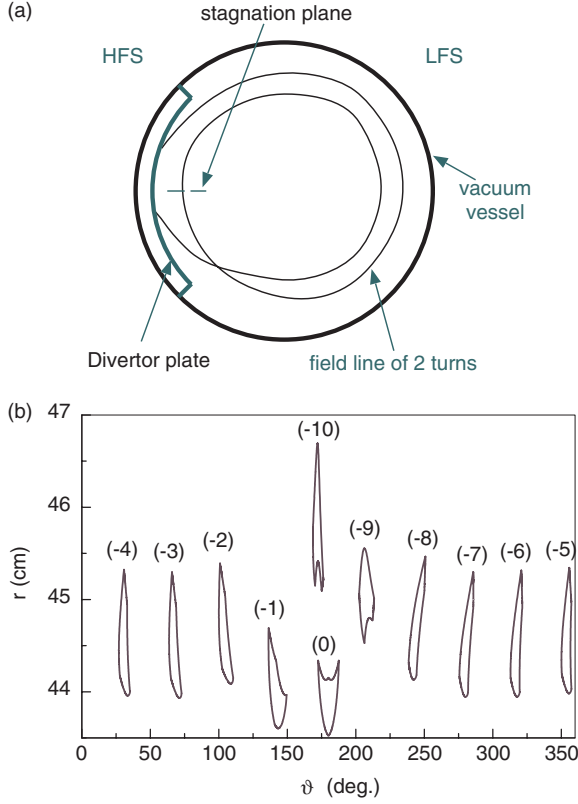 (a)
stagnation plane
HFS
LFS
vacuum
vessel
Divertor plate
field line of 2 turns
(b)
47
46
45
44
r (cm)
(-10)
(-9)
(-8)
(-7)
(-6)
(-5)
(-4)
(-3)
(-2)
(-1)
(0)
0 50 100 150 200 250 300 350
ϑ (deg.)